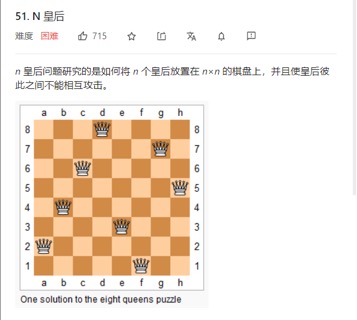 51. N 皇后
难度 困难 715
n 皇后问题研究的是如何将 n 个皇后放置在 n×n 的棋盘上，并且使皇后彼
此之间不能相互攻击。
a b c d e f g h
8 8
7 7
6 6
5 5
4 4
3 3
2 2
1 1
a b c d e f g h
One solution to the eight queens puzzle